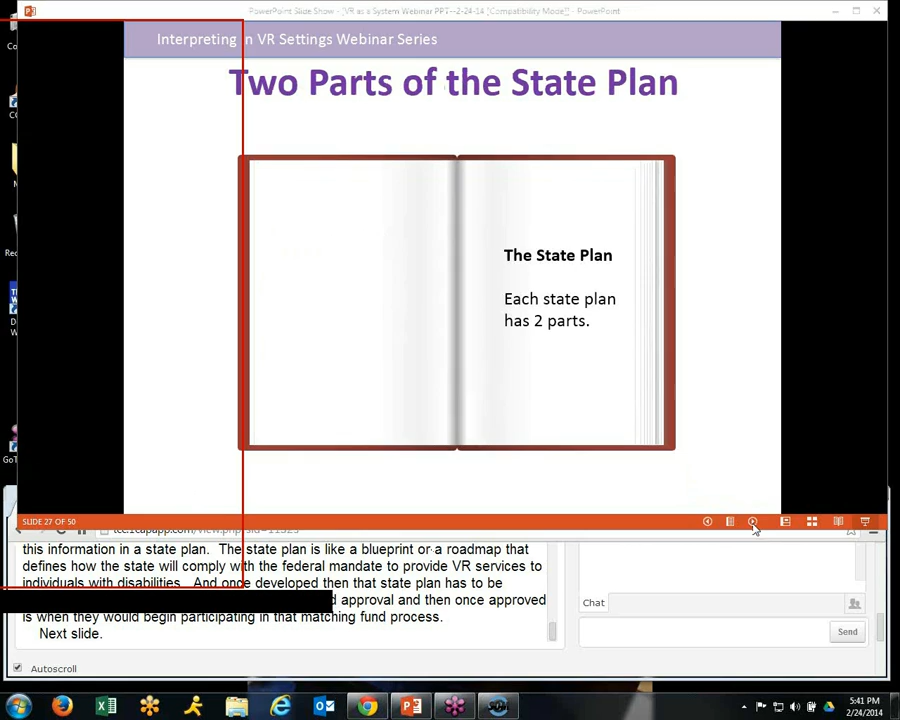 PowerPoint Slide Show - [VR as a System Webinar PPT--2-24-14 [Compatibility Mode]] - PowerPoint
Interpreting in VR Settings Webinar Series
Two Parts of the State Plan
The State Plan
Each state plan
has 2 parts.
SLIDE 27 OF 50
this information in a state plan. The state plan is like a blueprint or a roadmap that
defines how the state will comply with the federal mandate to provide VR services to
individuals with disabilities. And once developed then that state plan has to be
d approval and then once approved
is when they would begin participating in that matching fund process.
Next slide.
Chat
Send
Autoscroll
5:41 PM
2/24/2014